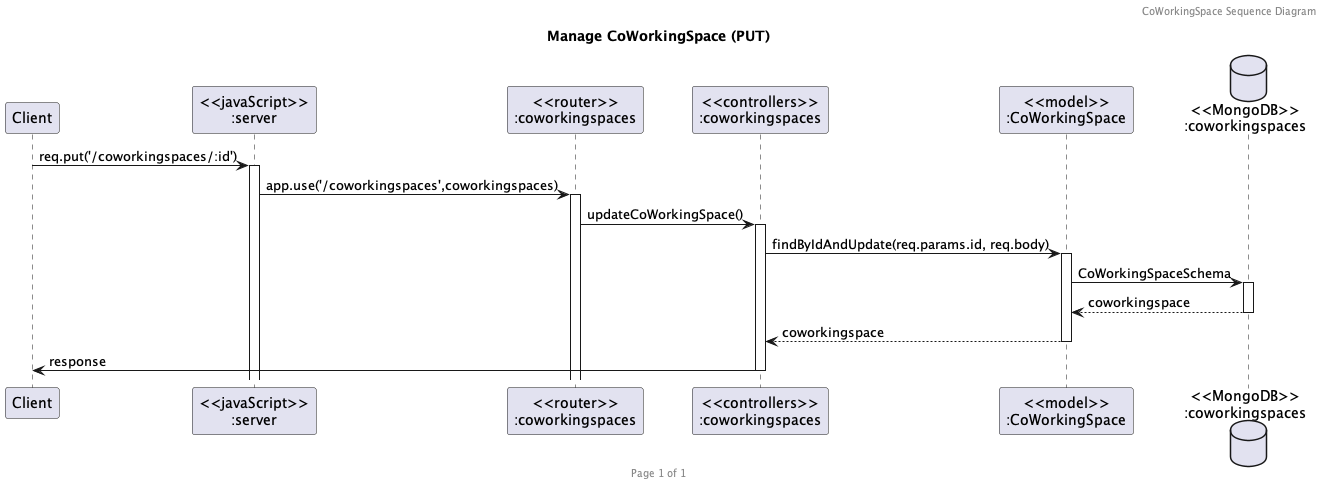 CoWorkingSpace Sequence Diagram
Manage CoWorkingSpace (PUT)
Client
<<javaScript>>
:server
<<router>>
:coworkingspaces
<<controllers>>
:coworkingspaces
<<model>>
:CoWorkingSpace
<<MongoDB>>
:coworkingspaces
req.put('/coworkingspaces/:id')
app.use('/coworkingspaces',coworkingspaces)
updateCoWorkingSpace()
findByIdAndUpdate(req.params.id, req.body)
CoWorkingSpaceSchema
coworkingspace
coworkingspace
response
Client
<<javaScript>>
:server
<<router>>
:coworkingspaces
<<controllers>>
:coworkingspaces
<<model>>
:CoWorkingSpace
<<MongoDB>>
:coworkingspaces
Page 1 of 1